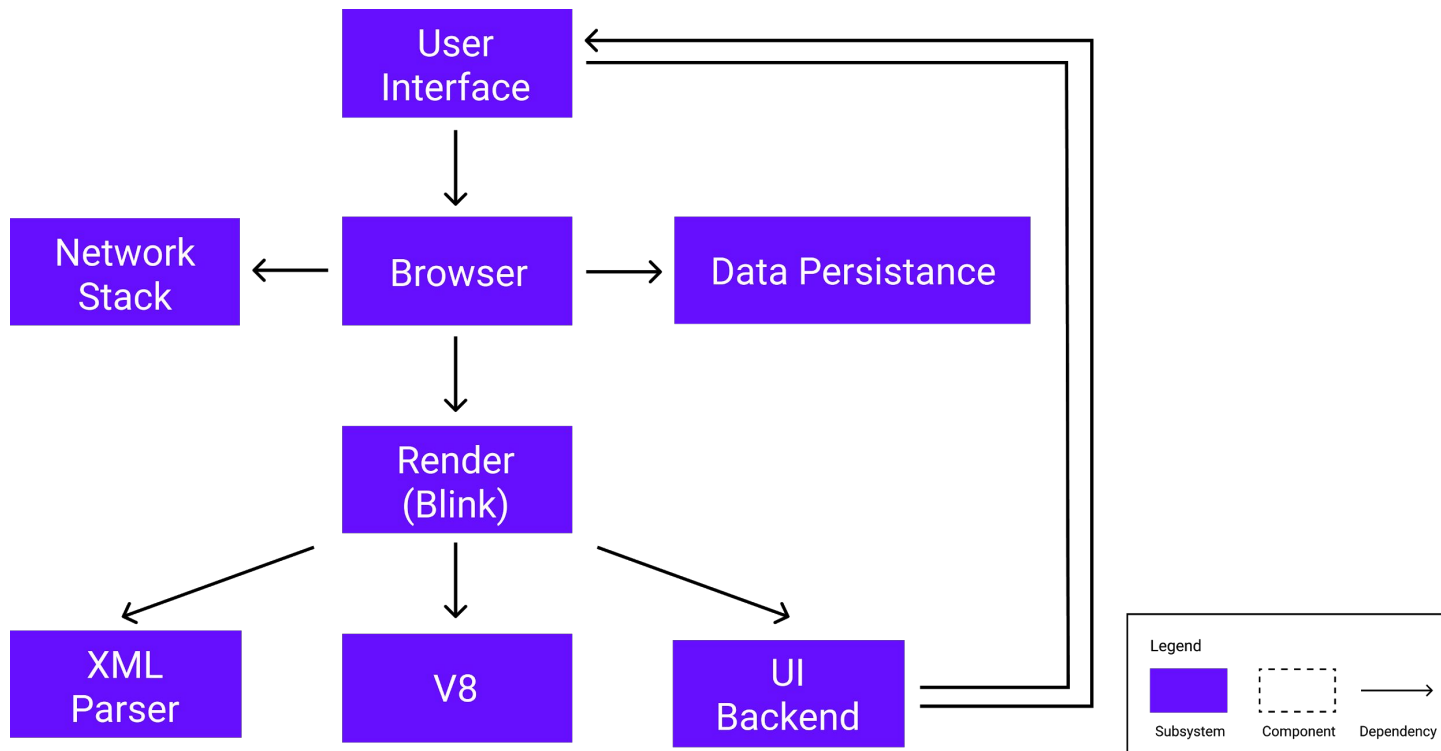 User
Interface
Network
Stack
Browser
Data Persistance
Render
(Blink)
XML
Parser
V8
UI
Backend
Legend
Subsystem
Component
Dependency